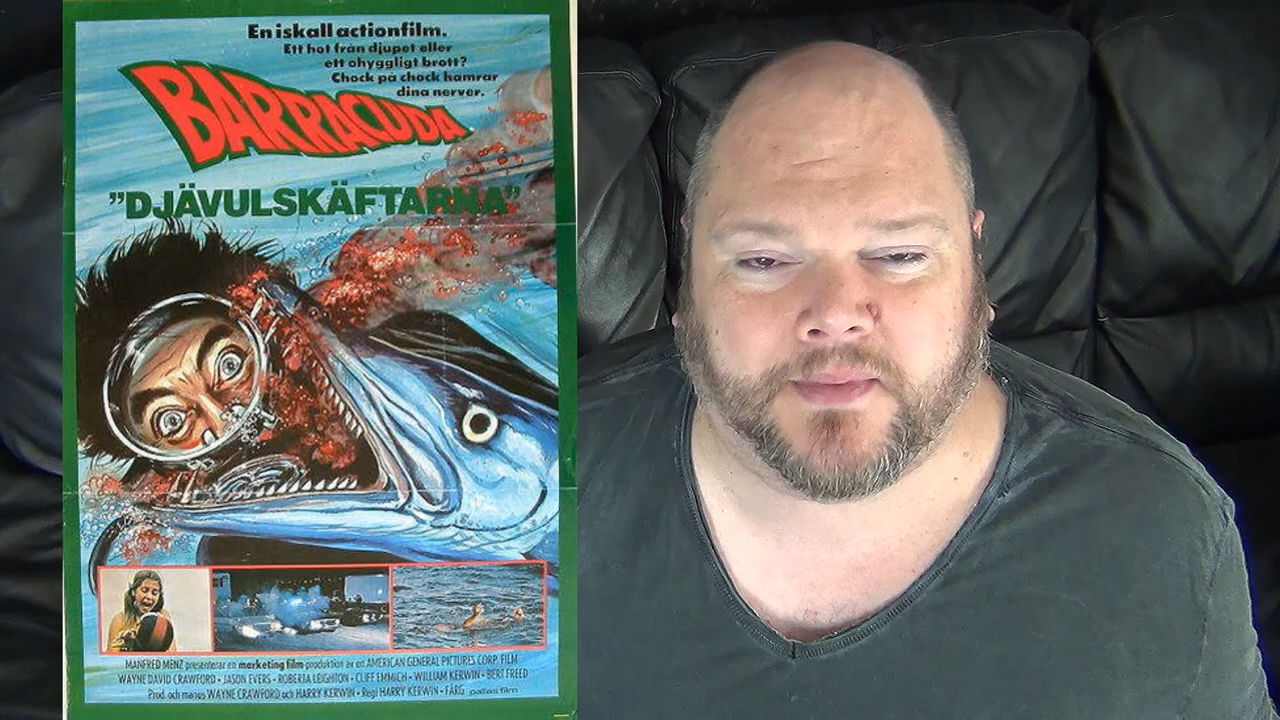 En iskall actionfilm.
Ett hot från djupet eller
ett ohyggligt brott?
Chock på chock hamrar
dina nerver.
BARRACUDA
"DJÄVULSKÄFTARNA"
MANFRED MENZ presenterar en marketing film-produktion av en AMERICAN GENERAL PICTURES CORP. FILM
WAYNE DAVID CRAWFORD • JASON EVERS • ROBERTA LEIGHTON • CLIFF EMMICH • WILLIAM KERWIN • BERT FREED
Prod. och manus WAYNE CRAWFORD och HARRY KERWIN • Regi HARRY KERWIN • FÄRG palats film